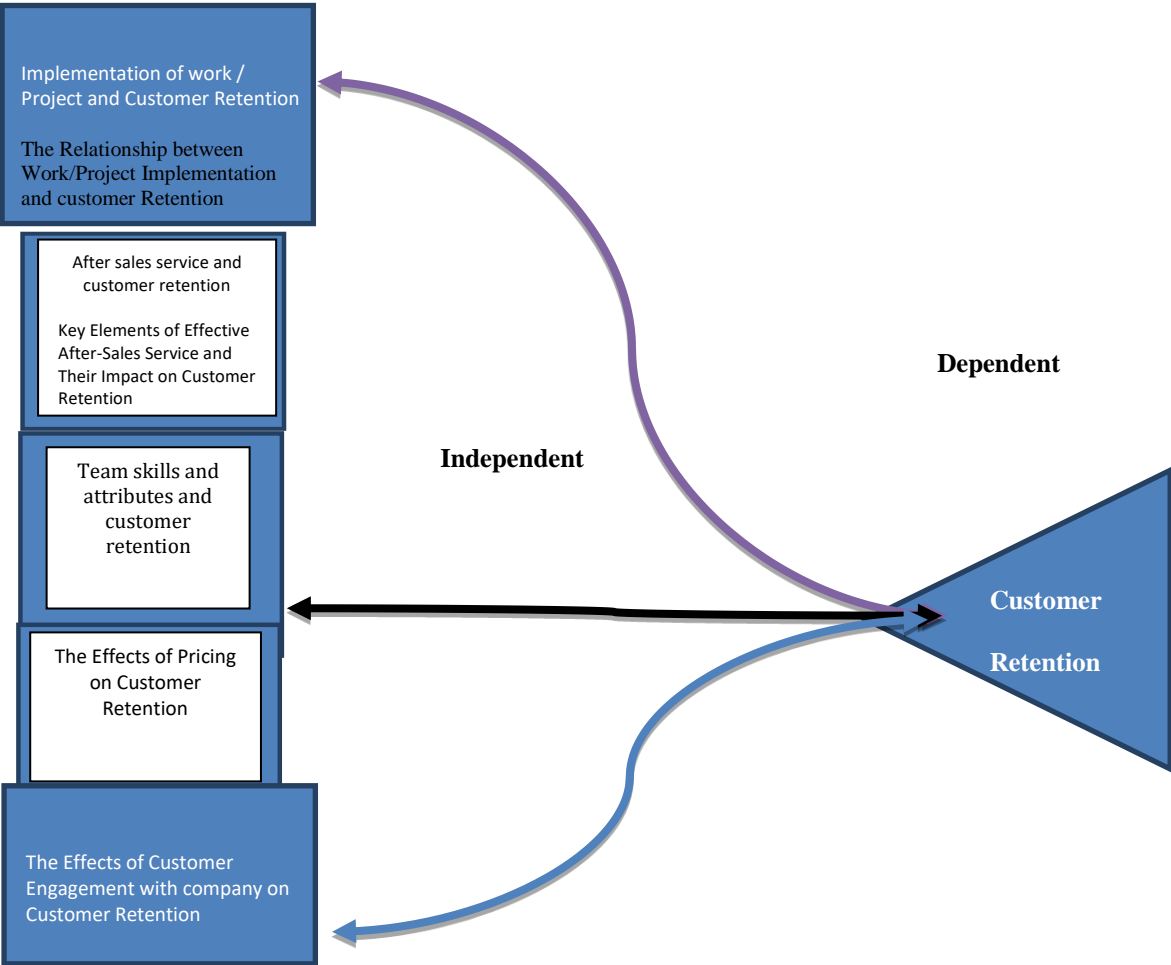 Implementation of work /
Project and Customer Retention
The Relationship between
Work/Project Implementation
and customer Retention
After sales service and
customer retention
Key Elements of Effective
After-Sales Service and
Their Impact on Customer
Retention
Team skills and
attributes and
customer
retention
The Effects of Pricing
on Customer
Retention
The Effects of Customer
Engagement with company on
Customer Retention
Independent
Dependent
Customer
Retention